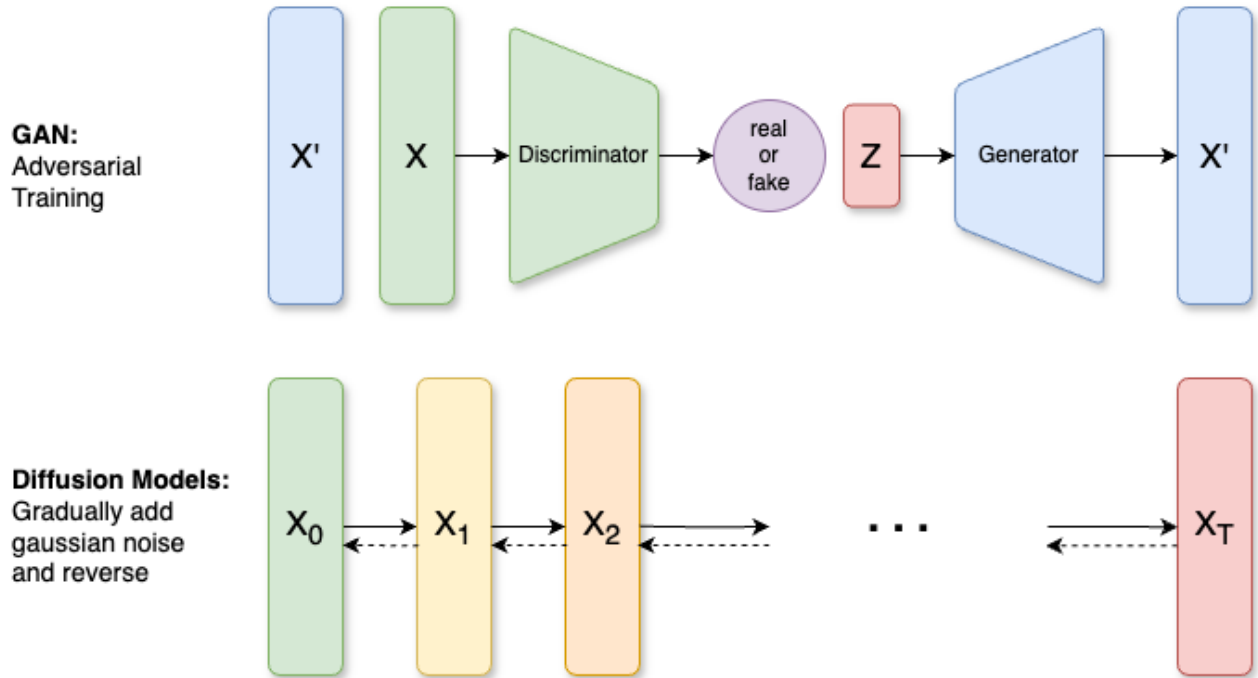 GAN:
Adversarial
Training
X'
X
Discriminator
real
or
fake
Z
Generator
X'
Diffusion Models:
Gradually add
gaussian noise
and reverse
X₀
X₁
X₂
...
X_T